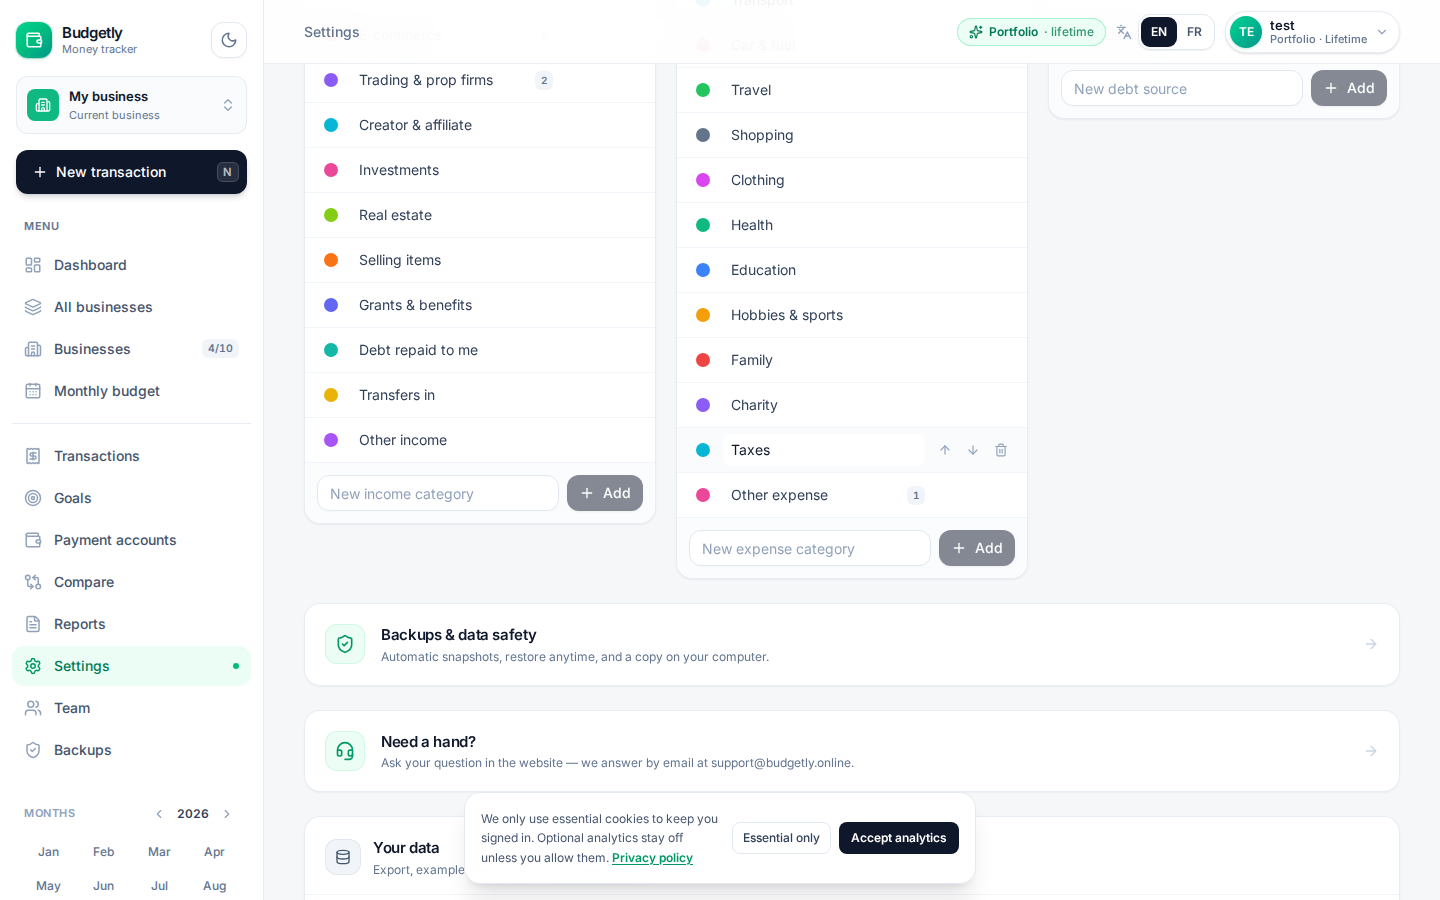 Budgetly
Money tracker
My business
Current business
New transaction
N
MENU
Dashboard
All businesses
Businesses
4/10
Monthly budget
Transactions
Goals
Payment accounts
Compare
Reports
Settings
Team
Backups
MONTHS
2026
Jan Feb Mar Apr
May Jun Jul Aug
Settings
Portfolio · lifetime
EN FR
TE
test
Portfolio · Lifetime
Trading & prop firms
2
Creator & affiliate
Investments
Real estate
Selling items
Grants & benefits
Debt repaid to me
Transfers in
Other income
New income category
Add
Transport
Car & fuel
Travel
Shopping
Clothing
Health
Education
Hobbies & sports
Family
Charity
Taxes
Other expense
1
New expense category
Add
New debt source
Add
Backups & data safety
Automatic snapshots, restore anytime, and a copy on your computer.
Need a hand?
Ask your question in the website — we answer by email at support@budgetly.online.
Your data
Export, example
We only use essential cookies to keep you
signed in. Optional analytics stay off
unless you allow them. Privacy policy
Essential only
Accept analytics